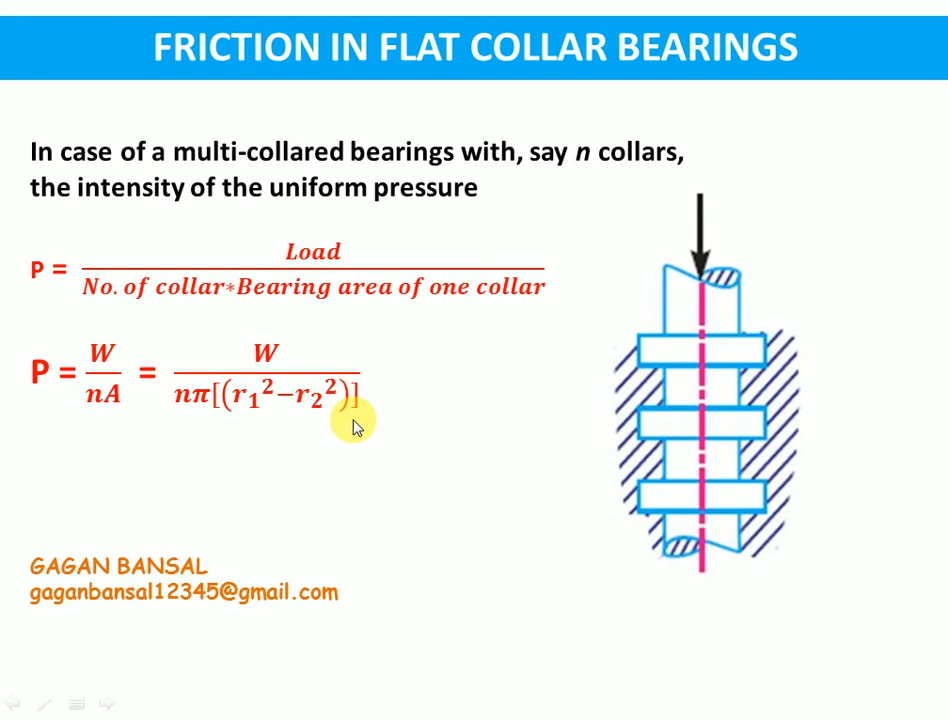 FRICTION IN FLAT COLLAR BEARINGS
In case of a multi-collared bearings with, say n collars,
the intensity of the uniform pressure
P = Load / No. of collar*Bearing area of one collar
P = W / nA = W / nπ[(r₁²−r₂²)]
GAGAN BANSAL
gaganbansal12345@gmail.com